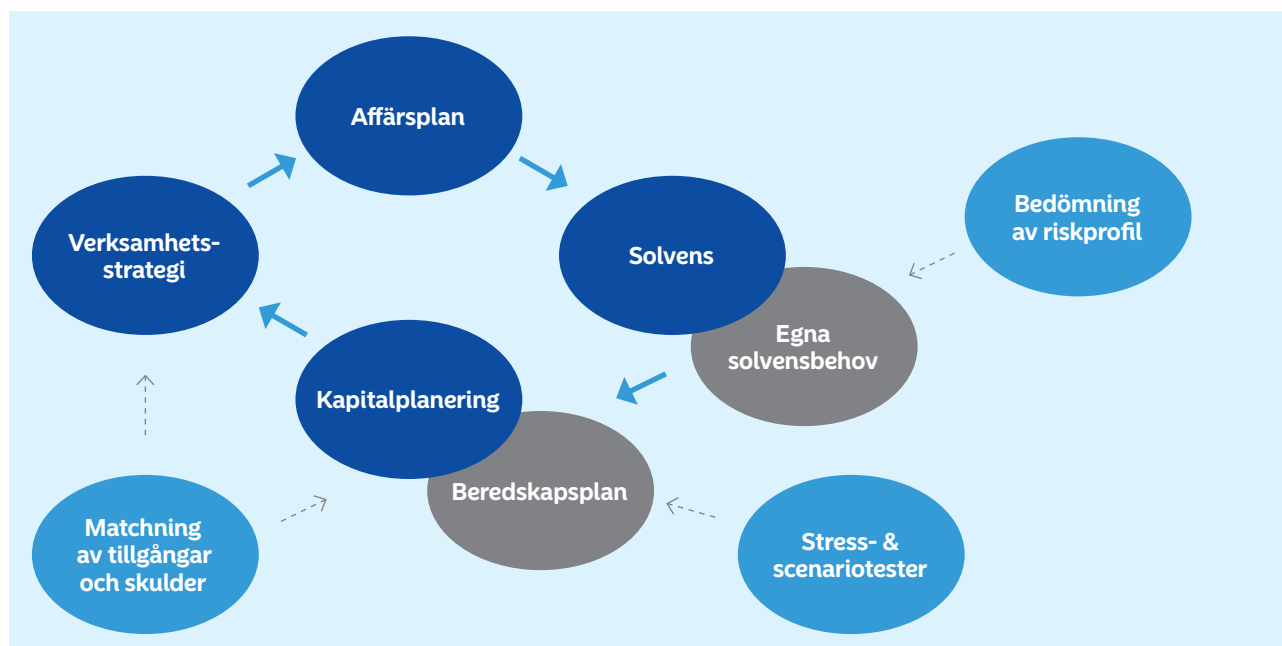 Affärsplan
Verksamhets-
strategi
Solvens
Bedömning
av riskprofil
Egna
solvensbehov
Kapitalplanering
Beredskapsplan
Matchning
av tillgångar
och skulder
Stress- &
scenariotester